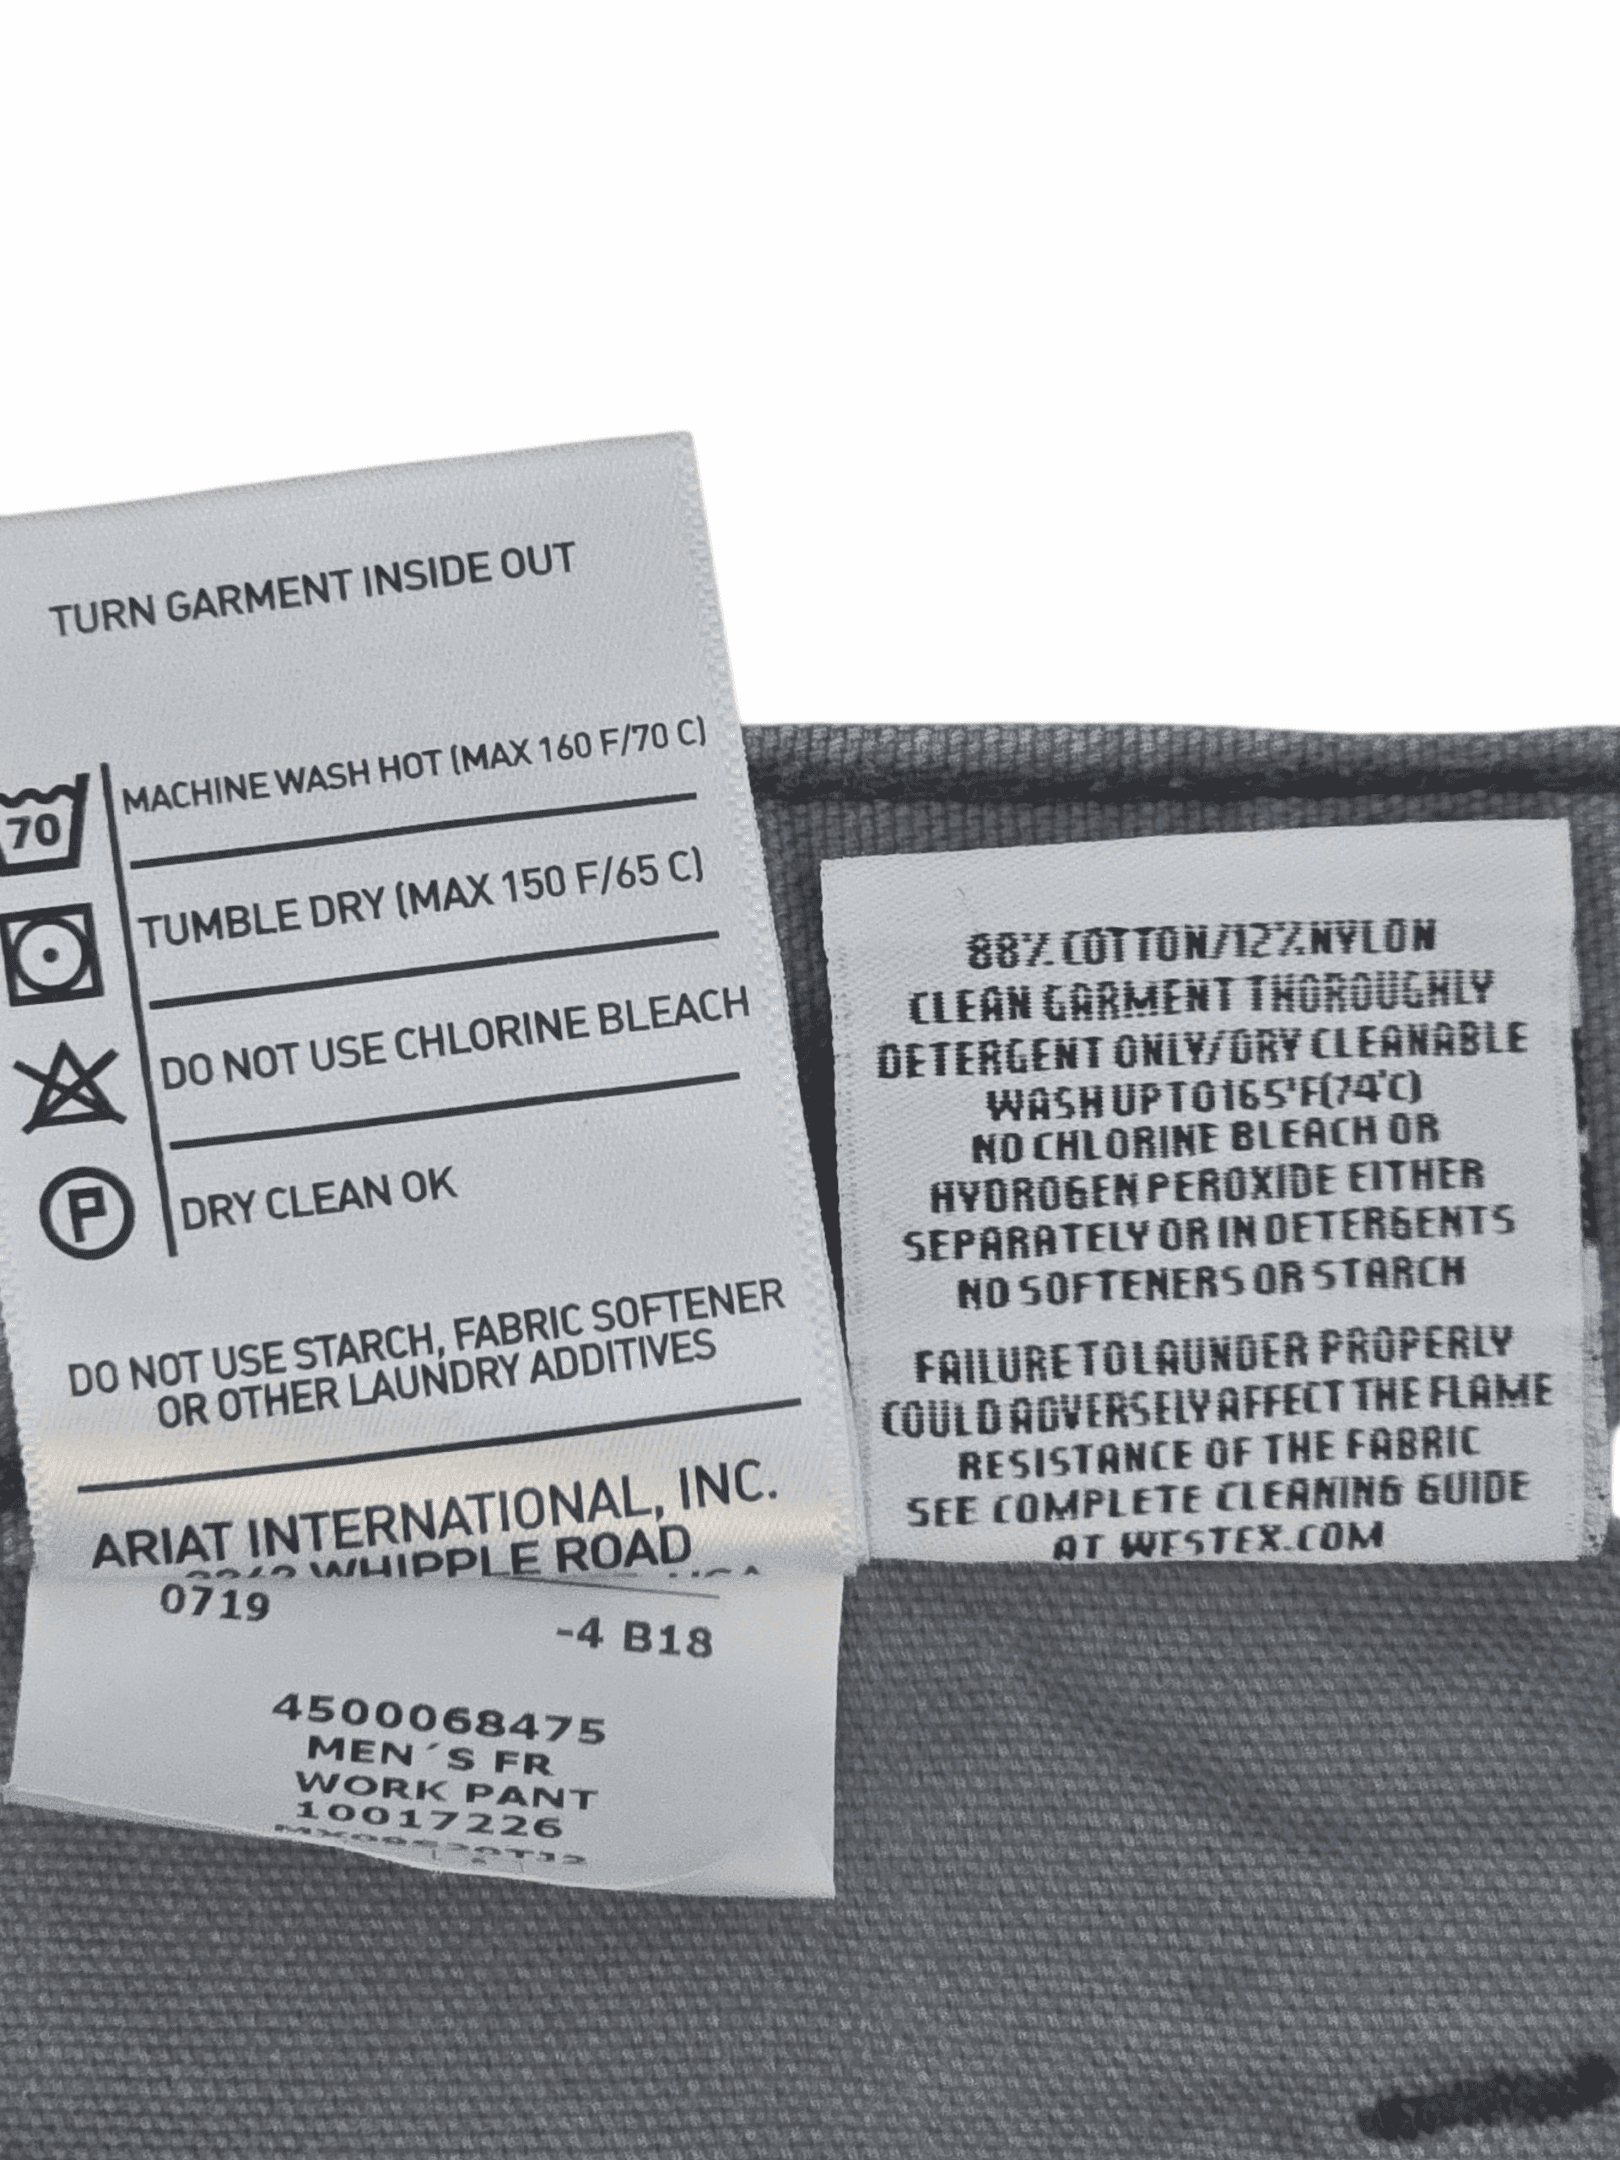 TURN GARMENT INSIDE OUT
70
MACHINE WASH HOT (MAX 160 F/70 C)
TUMBLE DRY (MAX 150 F/65 C)
DO NOT USE CHLORINE BLEACH
P
DRY CLEAN OK
DO NOT USE STARCH, FABRIC SOFTENER
OR OTHER LAUNDRY ADDITIVES
ARIAT INTERNATIONAL, INC.
WHIPPLE ROAD
0719
-4 B18
4500068475
MEN´S FR
WORK PANT
10017226
88% COTTON/12% NYLON
CLEAN GARMENT THOROUGHLY
DETERGENT ONLY/DRY CLEANABLE
WASH UP TO 165°F(74°C)
NO CHLORINE BLEACH OR
HYDROGEN PEROXIDE EITHER
SEPARATELY OR IN DETERGENTS
NO SOFTENERS OR STARCH
FAILURE TO LAUNDER PROPERLY
COULD ADVERSELY AFFECT THE FLAME
RESISTANCE OF THE FABRIC
SEE COMPLETE CLEANING GUIDE
AT WESTEX.COM